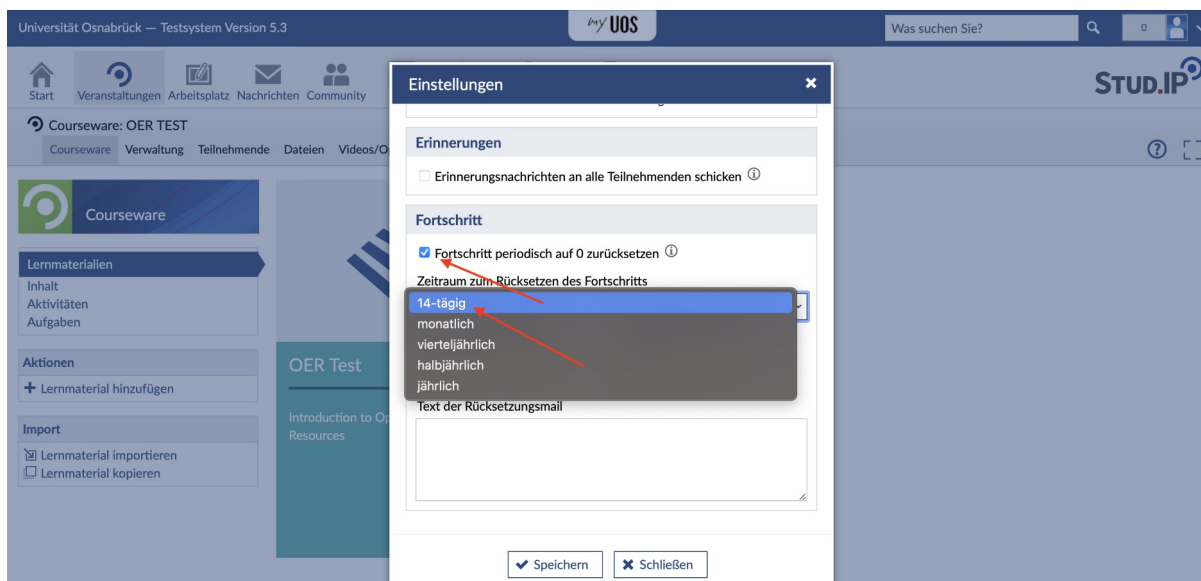 Universität Osnabrück — Testsystem Version 5.3
my UOS
Was suchen Sie?
0
Start
Veranstaltungen
Arbeitsplatz
Nachrichten
Community
STUD.IP
Courseware: OER TEST
Courseware
Verwaltung
Teilnehmende
Dateien
Courseware
Lernmaterialien
Inhalt
Aktivitäten
Aufgaben
Aktionen
Lernmaterial hinzufügen
Import
Lernmaterial importieren
Lernmaterial kopieren
OER Test
Introduction to
Resources
Einstellungen
Erinnerungen
Erinnerungsnachrichten an alle Teilnehmenden schicken
Fortschritt
Fortschritt periodisch auf 0 zurücksetzen
Zeitraum zum Rücksetzen des Fortschritts
14-tägig
monatlich
vierteljährlich
halbjährlich
jährlich
Text der Rücksetzungsmail
Speichern
Schließen